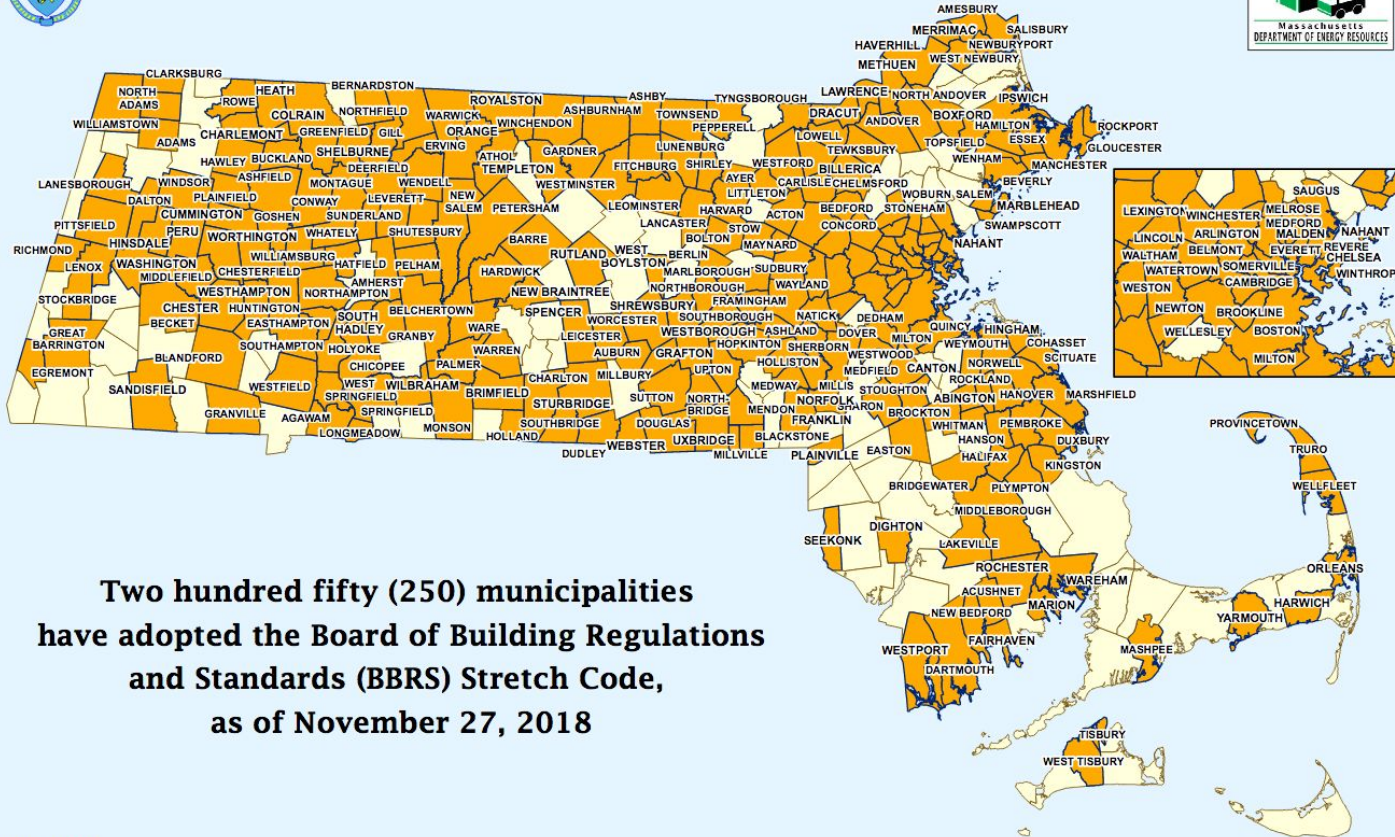 Massachusetts
DEPARTMENT OF ENERGY RESOURCES
AMESBURY
MERRIMAC
SALISBURY
HAVERHILL
NEWBURYPORT
METHUEN
WEST NEWBURY
CLARKSBURG
NORTH
ADAMS
HEATH
ROWE
BERNARDSTON
COLRAIN
NORTHFIELD
WARWICK
ROYALSTON
WINCHENDON
ASHBURNHAM
ASHBY
TOWNSEND
PEPPERELL
TYNGSBOROUGH
DRACUT
LAWRENCE
NORTH ANDOVER
ANDOVER
BOXFORD
IPSWICH
HAMILTON
ESSEX
ROCKPORT
GLOUCESTER
WILLIAMSTOWN
ADAMS
CHARLEMONT
GREENFIELD
GILL
ORANGE
ERVING
SHELBURNE
ATHOL
TEMPLETON
GARDNER
LUNENBURG
FITCHBURG
SHIRLEY
WESTFORD
LOWELL
TEWKSBURY
BILLERICA
TOPSFIELD
WENHAM
MANCHESTER
HAWLEY
BUCKLAND
DEERFIELD
ASHFIELD
MONTAGUE
WENDELL
WESTMINSTER
AYER
LITTLETON
CARLISLE
CHELMSFORD
WOBURN
SALEM
BEVERLY
MARBLEHEAD
LANESBOROUGH
WINDSOR
DALTON
PLAINFIELD
CONWAY
LEVERETT
NEW
SALEM
PETERSHAM
LEOMINSTER
HARVARD
ACTON
BEDFORD
STONEHAM
SWAMPSCOTT
PITTSFIELD
CUMMINGTON
GOSHEN
SUNDERLAND
LANCASTER
STOW
CONCORD
NAHANT
RICHMOND
HINSDALE
PERU
WORTHINGTON
WHATELY
SHUTESBURY
BARRE
RUTLAND
WEST
BOYLSTON
BOLTON
BERLIN
MAYNARD
LENOX
WASHINGTON
MIDDLEFIELD
WILLIAMSBURG
CHESTERFIELD
HATFIELD
PELHAM
AMHERST
HARDWICK
MARLBOROUGH
SUDBURY
NORTHBOROUGH
WAYLAND
STOCKBRIDGE
WESTHAMPTON
NORTHAMPTON
NEW BRAINTREE
SHREWSBURY
FRAMINGHAM
CHESTER
HUNTINGTON
BECKET
EASTHAMPTON
SOUTH
HADLEY
BELCHERTOWN
WARE
SPENCER
WORCESTER
SOUTHBOROUGH
NATICK
DEDHAM
QUINCY
HINGHAM
GREAT
BARRINGTON
SOUTHAMPTON
HOLYOKE
GRANBY
LEICESTER
WESTBOROUGH
ASHLAND
DOVER
MILTON
WEYMOUTH
COHASSET
HOPKINTON
SHERBORN
EGREMONT
BLANDFORD
CHICOPEE
PALMER
WARREN
AUBURN
GRAFTON
UPTON
HOLLISTON
WESTWOOD
MEDFIELD
CANTON
NORWELL
SCITUATE
SANDISFIELD
WESTFIELD
WEST
SPRINGFIELD
WILBRAHAM
BRIMFIELD
CHARLTON
MILLBURY
STURBRIDGE
SUTTON
NORTH-
BRIDGE
MEDWAY
MILLIS
MENDON
NORFOLK
STOUGHTON
SHARON
ROCKLAND
ABINGTON
HANOVER
MARSHFIELD
GRANVILLE
AGAWAM
SPRINGFIELD
LONGMEADOW
MONSON
HOLLAND
SOUTHBRIDGE
DUDLEY
WEBSTER
DOUGLAS
UXBRIDGE
MILLVILLE
BLACKSTONE
FRANKLIN
PLAINVILLE
BROCKTON
WHITMAN
PEMBROKE
HANSON
DUXBURY
EASTON
HALIFAX
KINGSTON
BRIDGEWATER
PLYMPTON
MIDDLEBOROUGH
SEEKONK
DIGHTON
LAKEVILLE
ROCHESTER
WAREHAM
ACUSHNET
MARION
NEW BEDFORD
FAIRHAVEN
WESTPORT
DARTMOUTH
MASHPEE
YARMOUTH
HARWICH
ORLEANS
PROVINCETOWN
TRURO
WELLFLEET
TISBURY
WEST TISBURY
SAUGUS
LEXINGTON
WINCHESTER
MELROSE
MEDFORD
LINCOLN
ARLINGTON
MALDEN
NAHANT
WALTHAM
BELMONT
EVERETT
REVERE
CHELSEA
WATERTOWN
SOMERVILLE
WINTHROP
WESTON
CAMBRIDGE
NEWTON
BROOKLINE
WELLESLEY
BOSTON
MILTON
Two hundred fifty (250) municipalities
have adopted the Board of Building Regulations
and Standards (BBRS) Stretch Code,
as of November 27, 2018